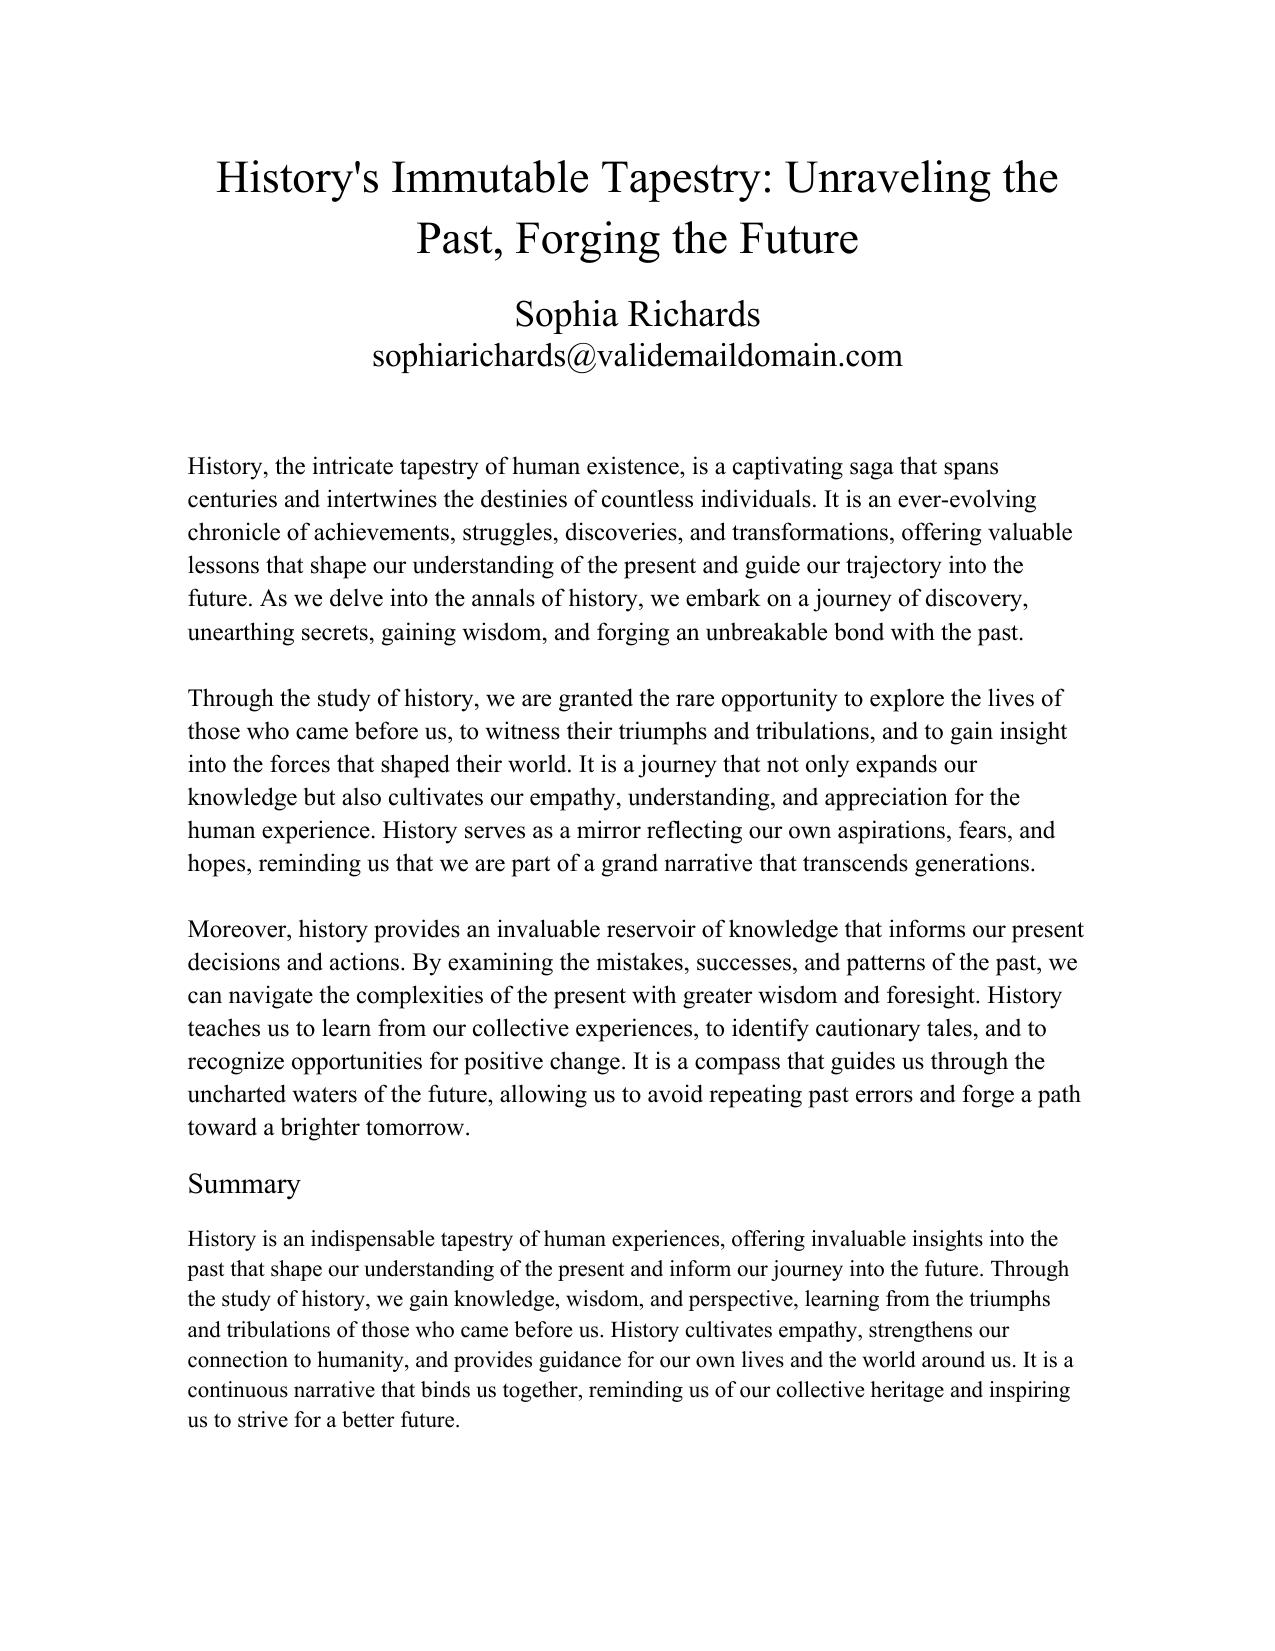 History's Immutable Tapestry: Unraveling the
Past, Forging the Future
Sophia Richards
sophiarichards@validemaildomain.com
History, the intricate tapestry of human existence, is a captivating saga that spans
centuries and intertwines the destinies of countless individuals. It is an ever-evolving
chronicle of achievements, struggles, discoveries, and transformations, offering valuable
lessons that shape our understanding of the present and guide our trajectory into the
future. As we delve into the annals of history, we embark on a journey of discovery,
unearthing secrets, gaining wisdom, and forging an unbreakable bond with the past.
Through the study of history, we are granted the rare opportunity to explore the lives of
those who came before us, to witness their triumphs and tribulations, and to gain insight
into the forces that shaped their world. It is a journey that not only expands our
knowledge but also cultivates our empathy, understanding, and appreciation for the
human experience. History serves as a mirror reflecting our own aspirations, fears, and
hopes, reminding us that we are part of a grand narrative that transcends generations.
Moreover, history provides an invaluable reservoir of knowledge that informs our present
decisions and actions. By examining the mistakes, successes, and patterns of the past, we
can navigate the complexities of the present with greater wisdom and foresight. History
teaches us to learn from our collective experiences, to identify cautionary tales, and to
recognize opportunities for positive change. It is a compass that guides us through the
uncharted waters of the future, allowing us to avoid repeating past errors and forge a path
toward a brighter tomorrow.
Summary
History is an indispensable tapestry of human experiences, offering invaluable insights into the
past that shape our understanding of the present and inform our journey into the future. Through
the study of history, we gain knowledge, wisdom, and perspective, learning from the triumphs
and tribulations of those who came before us. History cultivates empathy, strengthens our
connection to humanity, and provides guidance for our own lives and the world around us. It is a
continuous narrative that binds us together, reminding us of our collective heritage and inspiring
us to strive for a better future.